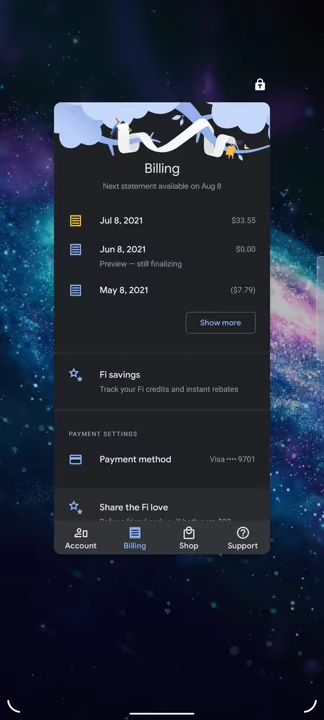 Billing
Next statement available on Aug 8
Jul 8, 2021 $33.55
Jun 8, 2021 $0.00
Preview — still finalizing
May 8, 2021 ($7.79)
Show more
Fi savings
Track your Fi credits and instant rebates
PAYMENT SETTINGS
Payment method Visa •••• 9701
Share the Fi love
Account Billing Shop Support